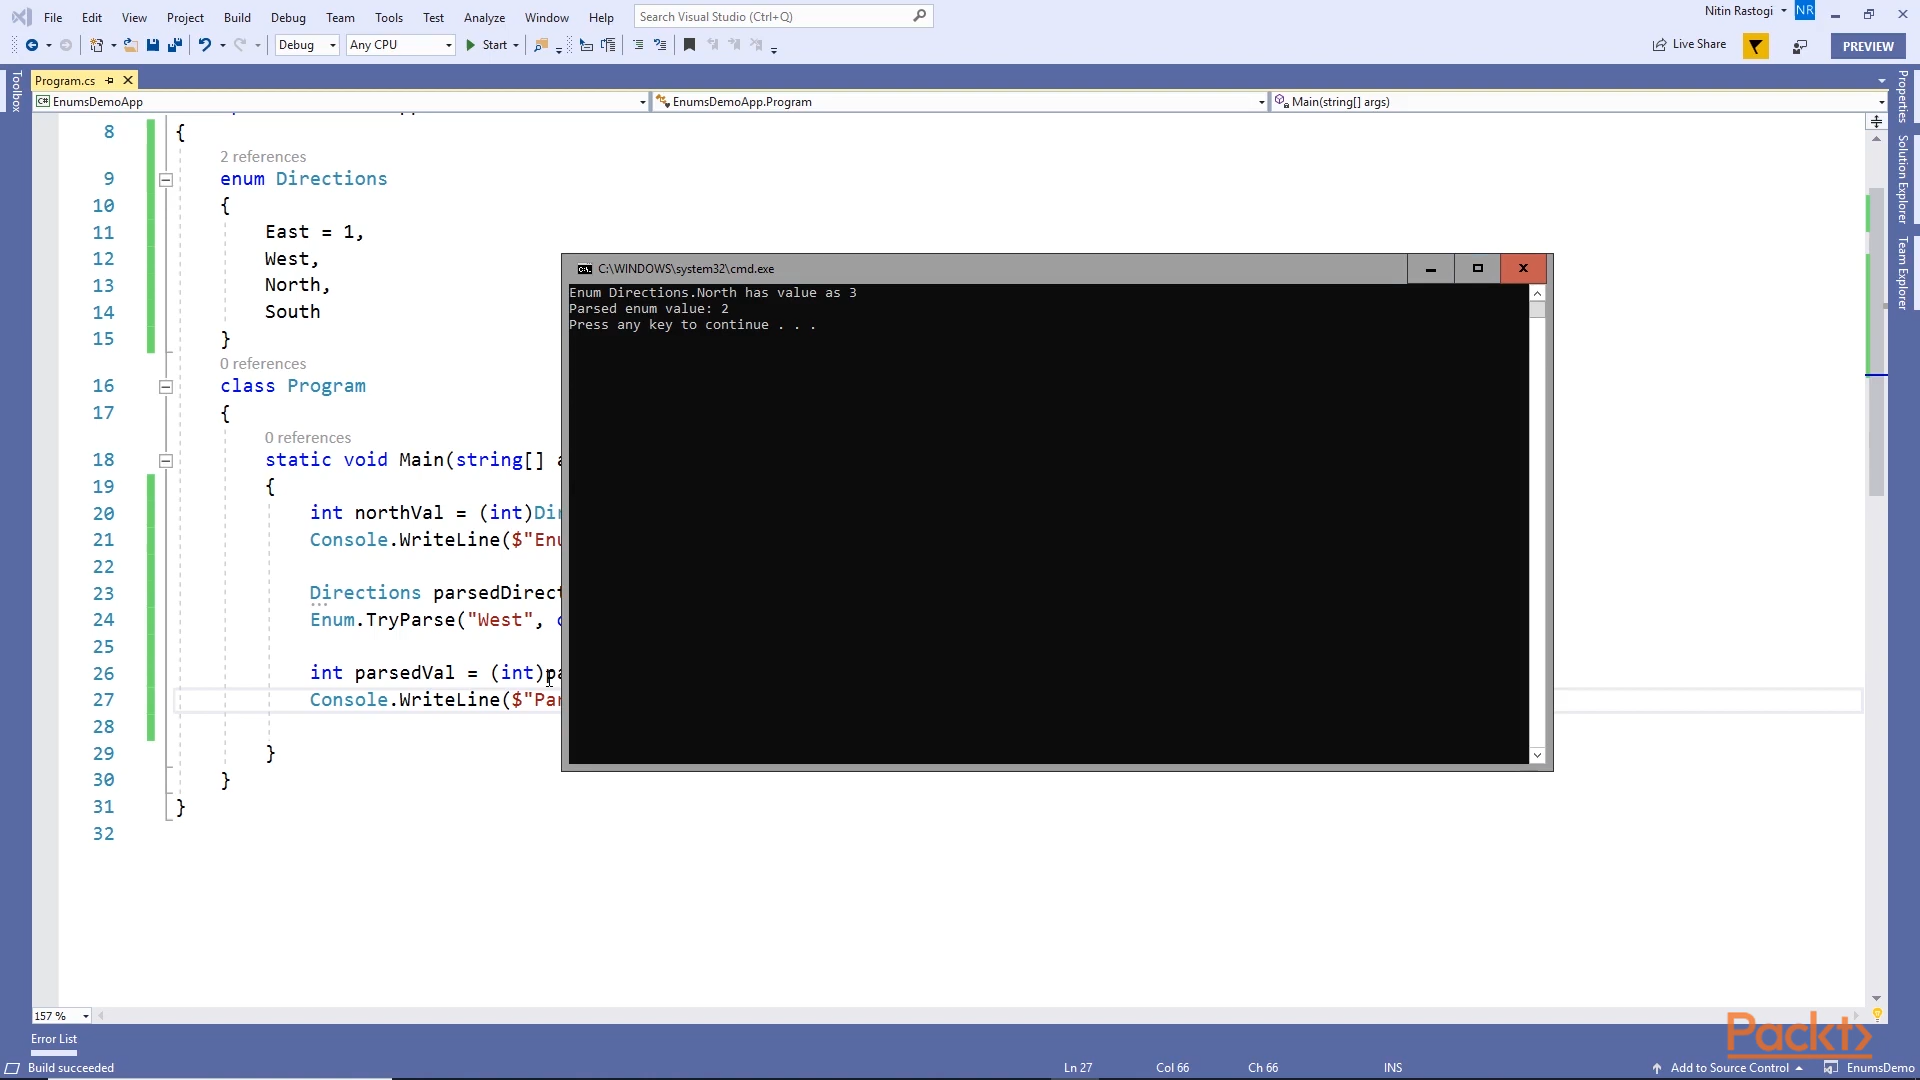 File Edit View Project Build Debug Team Tools Test Analyze Window Help Search Visual Studio (Ctrl+Q) Nitin Rastogi NR
Debug Any CPU Start Live Share PREVIEW
Program.cs
EnumsDemoApp EnumsDemoApp.Program Main(string[] args)
Toolbox
Properties
Solution Explorer
Team Explorer
8 {
2 references
9 enum Directions
10 {
11 East = 1,
12 West,
13 North,
14 South
15 }
0 references
16 class Program
17 {
0 references
18 static void Main(string[] a
19 {
20 int northVal = (int)Dir
21 Console.WriteLine($"Enu
22
23 Directions parsedDirect
24 Enum.TryParse("West", o
25
26 int parsedVal = (int)pa
27 Console.WriteLine($"Par
28
29 }
30 }
31 }
32
C:\WINDOWS\system32\cmd.exe
Enum Directions.North has value as 3
Parsed enum value: 2
Press any key to continue . . .
157 %
Packt>
Error List
Build succeeded Ln 27 Col 66 Ch 66 INS Add to Source Control EnumsDemo